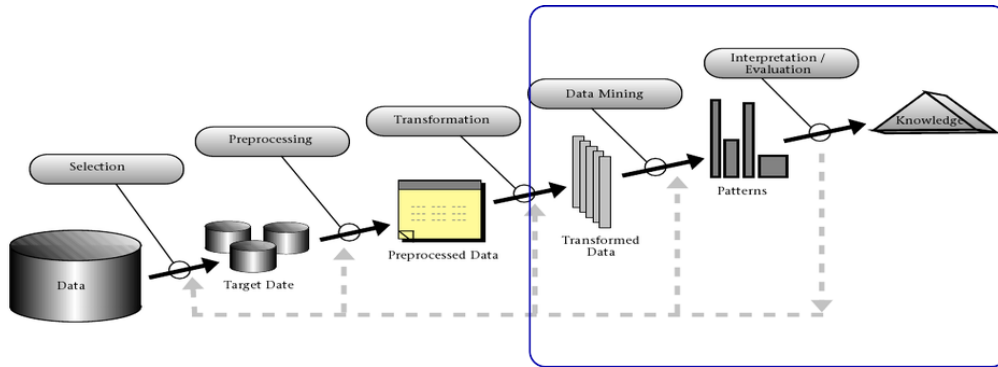 Interpretation /
Evaluation
Data Mining
Transformation
Preprocessing
Selection
Knowledge
Patterns
Transformed
Data
Preprocessed Data
Target Date
Data